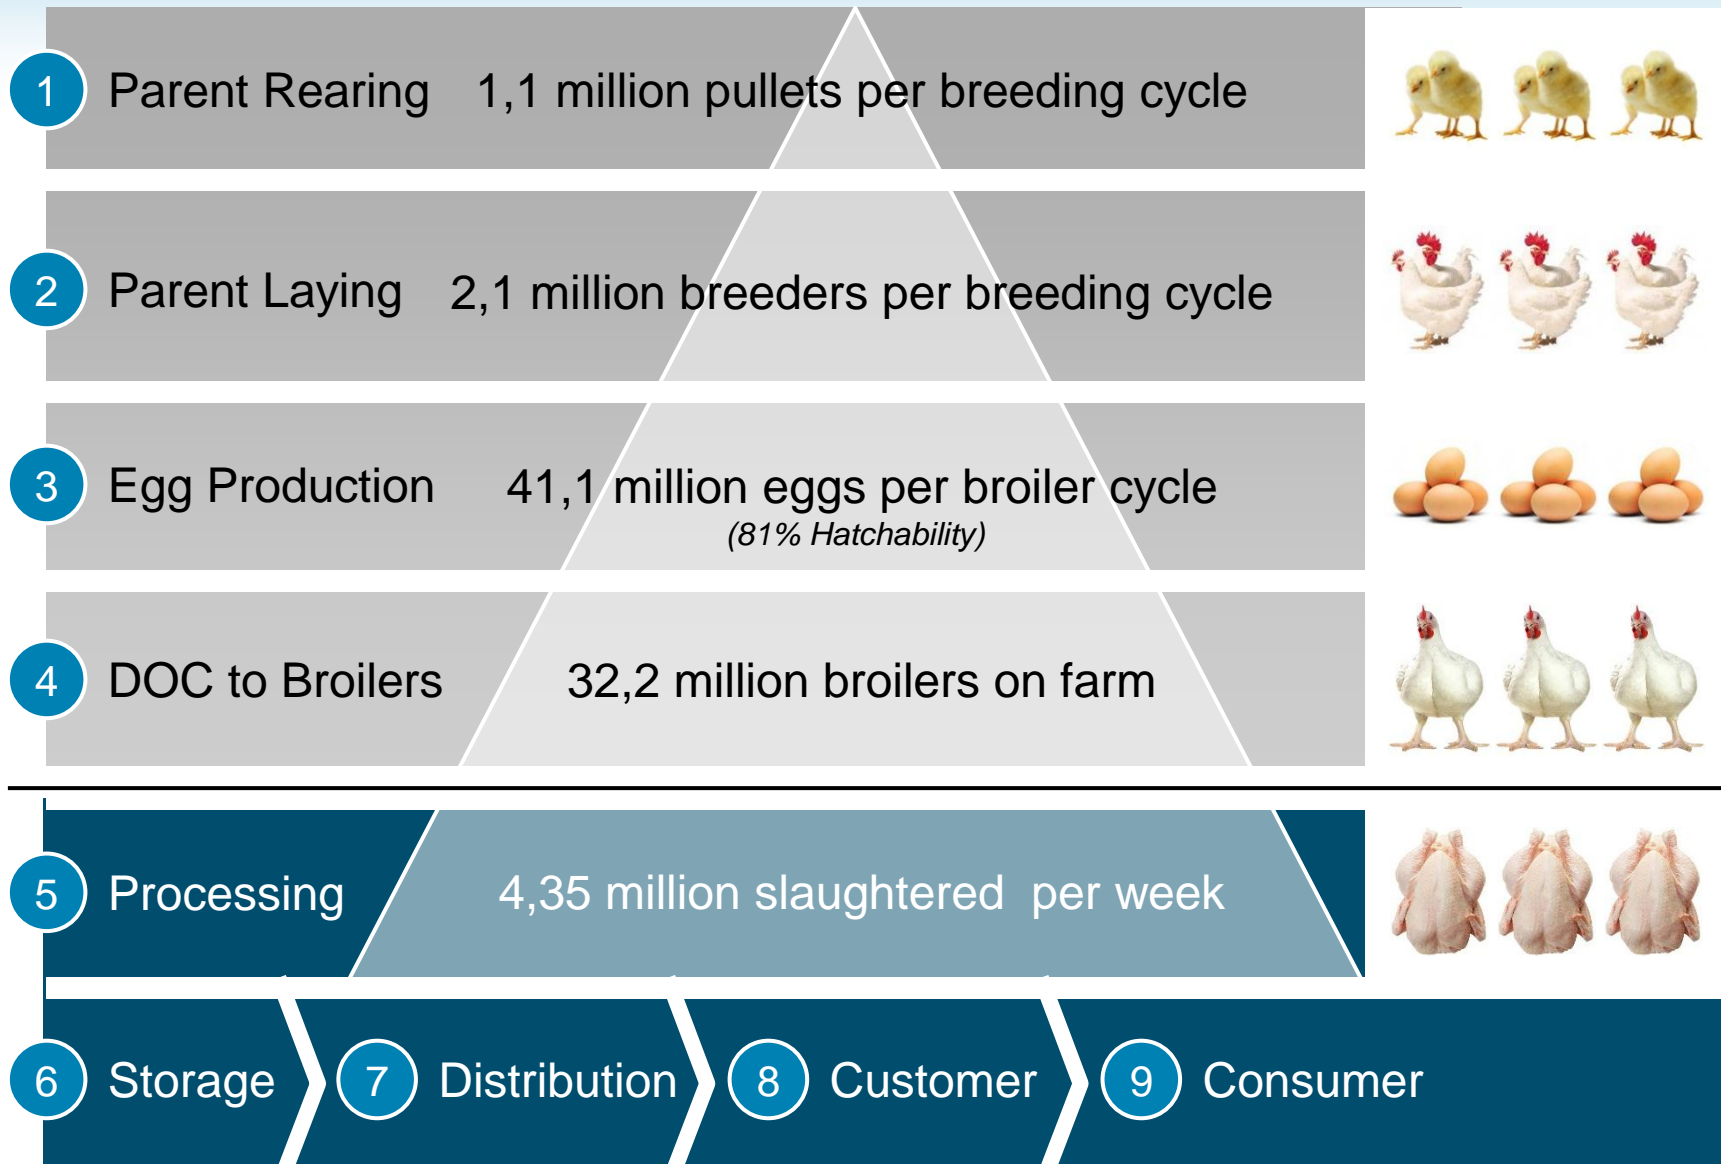 1 Parent Rearing 1,1 million pullets per breeding cycle
2 Parent Laying 2,1 million breeders per breeding cycle
3 Egg Production 41,1 million eggs per broiler cycle
(81% Hatchability)
4 DOC to Broilers 32,2 million broilers on farm
5 Processing 4,35 million slaughtered per week
6 Storage 7 Distribution 8 Customer 9 Consumer